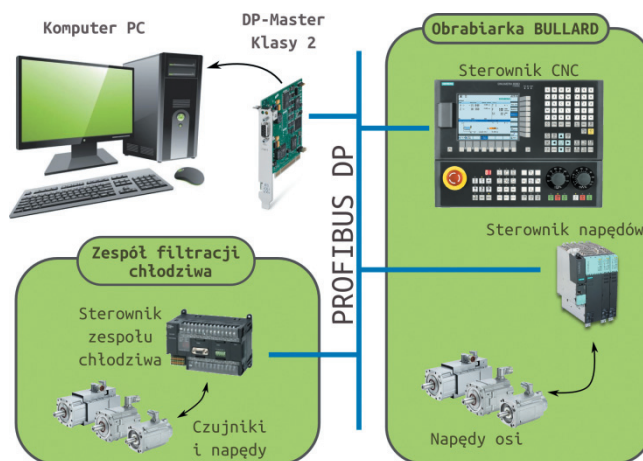 Komputer PC
DP-Master
Klasy 2
Obrabiarka BULLARD
Sterownik CNC
PROFIBUS DP
Sterownik napędów
Zespół filtracji
chłodziwa
Sterownik
zespołu
chłodziwa
Czujniki
i napędy
Napędy osi